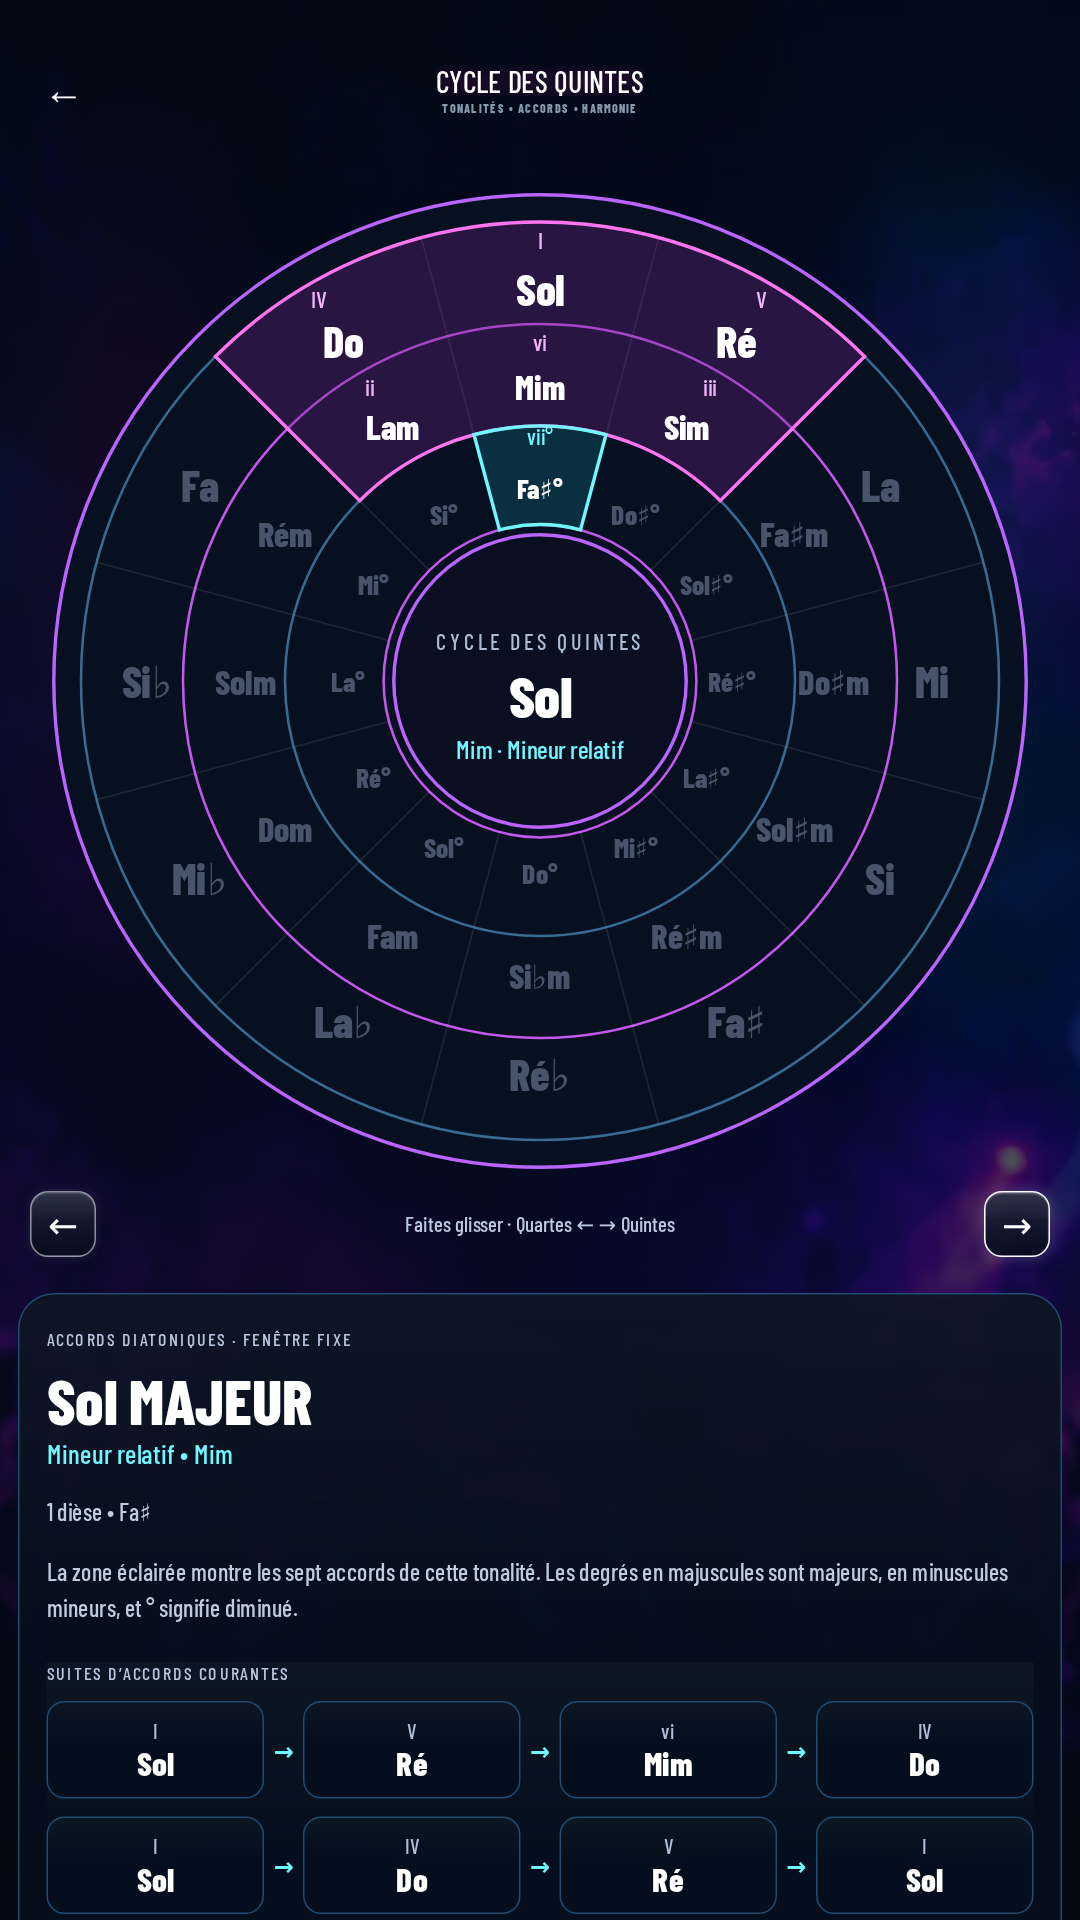 ←
CYCLE DES QUINTES
TONALITÉS • ACCORDS • HARMONIE
I
Sol
IV
Do
V
Ré
vi
Mim
ii
Lam
iii
Sim
vii°
Fa♯°
Fa
La
Rém
Fa♯m
Si°
Do♯°
Mi°
Sol♯°
Si♭
Solm
La°
Ré♯°
Do♯m
Mi
CYCLE DES QUINTES
Sol
Mim · Mineur relatif
Ré°
La♯°
Dom
Sol♯m
Sol°
Mi♯°
Do°
Mi♭
Si
Fam
Ré♯m
Si♭m
La♭
Fa♯
Ré♭
←
Faites glisser · Quartes ← → Quintes
→
ACCORDS DIATONIQUES · FENÊTRE FIXE
Sol MAJEUR
Mineur relatif • Mim
1 dièse • Fa♯
La zone éclairée montre les sept accords de cette tonalité. Les degrés en majuscules sont majeurs, en minuscules
mineurs, et ° signifie diminué.
SUITES D’ACCORDS COURANTES
I V vi IV
Sol → Ré → Mim → Do
I IV V I
Sol → Do → Ré → Sol